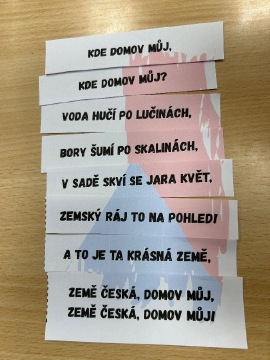 KDE DOMOV MŮJ,
KDE DOMOV MŮJ?
VODA HUČÍ PO LUČINÁCH,
BORY ŠUMÍ PO SKALINÁCH,
V SADĚ SKVÍ SE JARA KVĚT,
ZEMSKÝ RÁJ TO NA POHLED!
A TO JE TA KRÁSNÁ ZEMĚ,
ZEMĚ ČESKÁ, DOMOV MŮJ,
ZEMĚ ČESKÁ, DOMOV MŮJ!